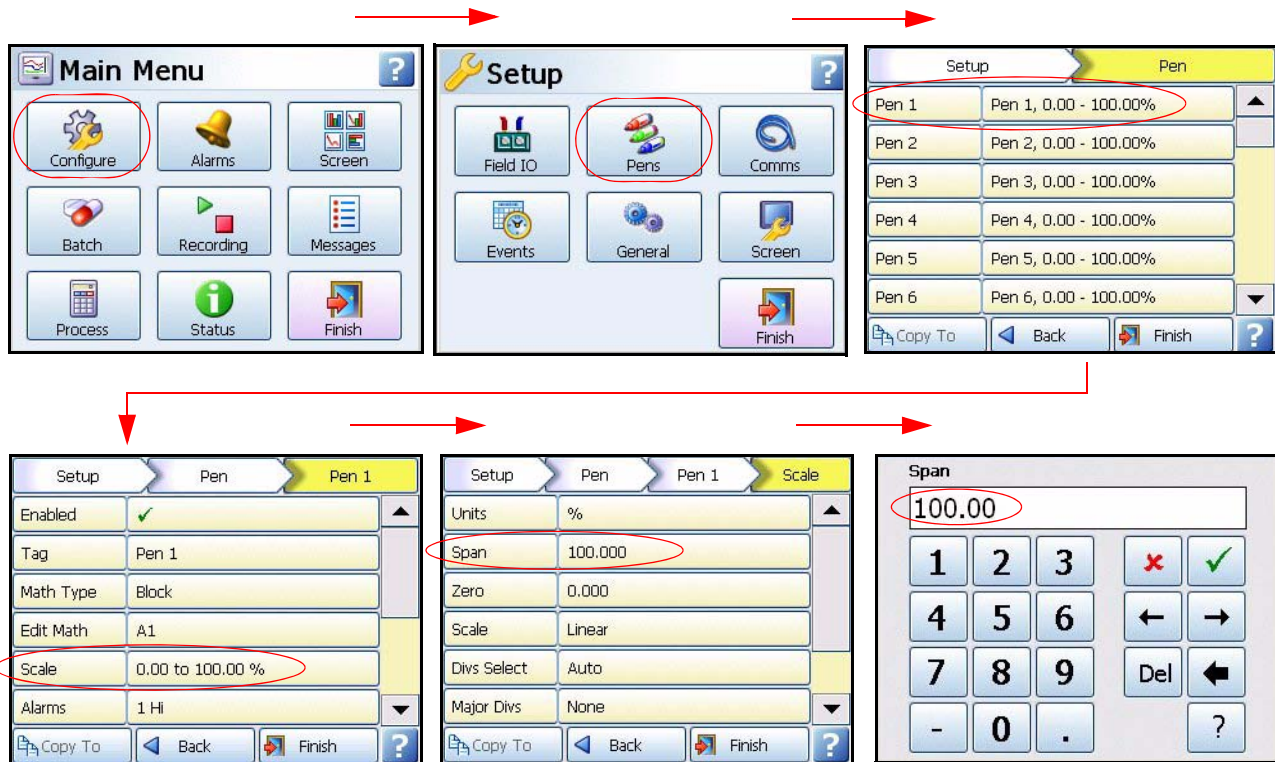 Main Menu ?
Configure Alarms Screen
Batch Recording Messages
Process Status Finish
Setup ?
Field IO Pens Comms
Events General Screen
Finish
Setup Pen
Pen 1 Pen 1, 0.00 - 100.00%
Pen 2 Pen 2, 0.00 - 100.00%
Pen 3 Pen 3, 0.00 - 100.00%
Pen 4 Pen 4, 0.00 - 100.00%
Pen 5 Pen 5, 0.00 - 100.00%
Pen 6 Pen 6, 0.00 - 100.00%
Copy To Back Finish ?
Setup Pen Pen 1
Enabled ✓
Tag Pen 1
Math Type Block
Edit Math A1
Scale 0.00 to 100.00 %
Alarms 1 Hi
Copy To Back Finish ?
Setup Pen Pen 1 Scale
Units %
Span 100.000
Zero 0.000
Scale Linear
Divs Select Auto
Major Divs None
Copy To Back Finish ?
Span
100.00
1 2 3
4 5 6
7 8 9 Del
- 0 . ?